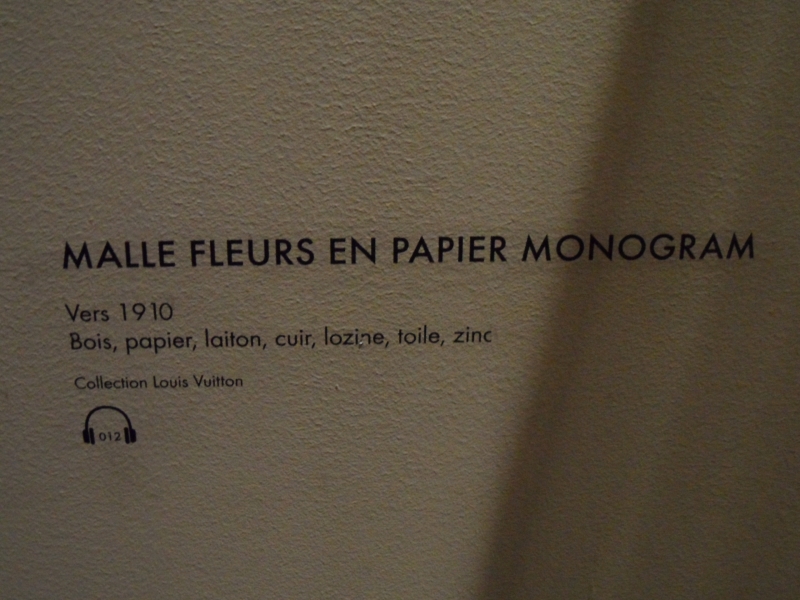 MALLE FLEURS EN PAPIER MONOGRAM
Vers 1910
Bois, papier, laiton, cuir, lozine, toile, zinc
Collection Louis Vuitton
012